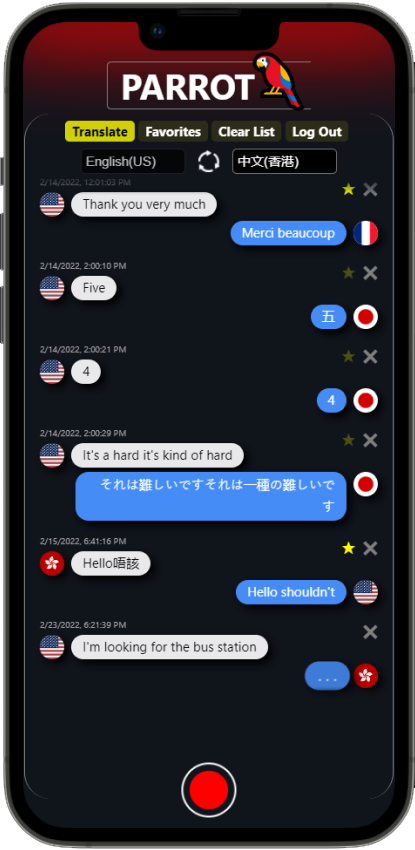 PARROT
Translate Favorites Clear List Log Out
English(US) 中文(香港)
2/14/2022, 12:01:03 PM
Thank you very much
Merci beaucoup
2/14/2022, 2:00:10 PM
Five
五
2/14/2022, 2:00:21 PM
4
4
2/14/2022, 2:00:29 PM
It's a hard it's kind of hard
それは難しいですそれは一種の難しいで
す
2/15/2022, 6:41:16 PM
Hello唔該
Hello shouldn't
2/23/2022, 6:21:39 PM
I'm looking for the bus station
...